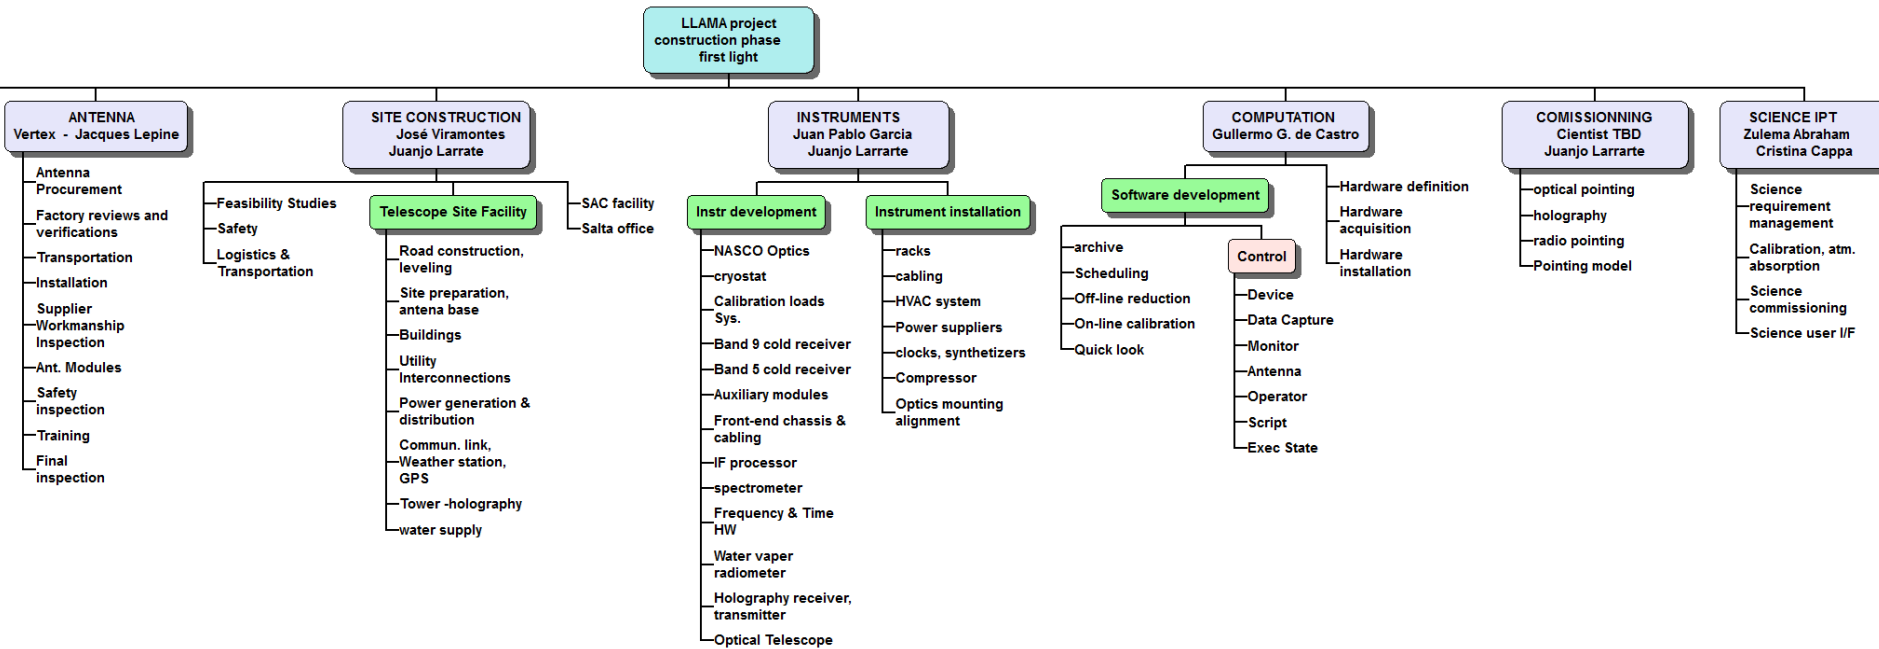 LLAMA project
construction phase
first light
ANTENNA
Vertex - Jacques Lepine
Antenna
Procurement
Factory reviews and
verifications
Transportation
Installation
Supplier
Workmanship
Inspection
Ant. Modules
Safety
inspection
Training
Final
inspection
SITE CONSTRUCTION
José Viramontes
Juanjo Larrate
Feasibility Studies
Safety
Logistics &
Transportation
Telescope Site Facility
Road construction,
leveling
Site preparation,
antena base
Buildings
Utility
Interconnections
Power generation &
distribution
Commun. link,
Weather station,
GPS
Tower -holography
water supply
SAC facility
Salta office
INSTRUMENTS
Juan Pablo Garcia
Juanjo Larrarte
Instr development
NASCO Optics
cryostat
Calibration loads
Sys.
Band 9 cold receiver
Band 5 cold receiver
Auxiliary modules
Front-end chassis &
cabling
IF processor
spectrometer
Frequency & Time
HW
Water vaper
radiometer
Holography receiver,
transmitter
Optical Telescope
Instrument installation
racks
cabling
HVAC system
Power suppliers
clocks, synthetizers
Compressor
Optics mounting
alignment
COMPUTATION
Gullermo G. de Castro
Software development
archive
Scheduling
Off-line reduction
On-line calibration
Quick look
Control
Device
Data Capture
Monitor
Antenna
Operator
Script
Exec State
Hardware definition
Hardware
acquisition
Hardware
installation
COMISSIONNING
Cientist TBD
Juanjo Larrarte
optical pointing
holography
radio pointing
Pointing model
SCIENCE IPT
Zulema Abraham
Cristina Cappa
Science
requirement
management
Calibration, atm.
absorption
Science
commissioning
Science user I/F